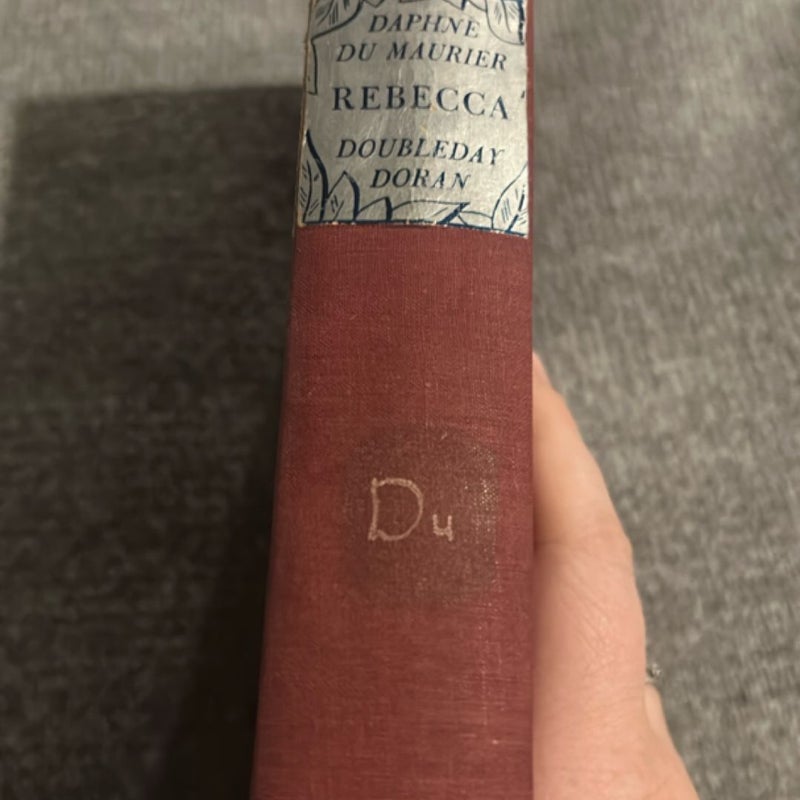 DAPHNE
DU MAURIER
REBECCA
DOUBLEDAY
DORAN
Du